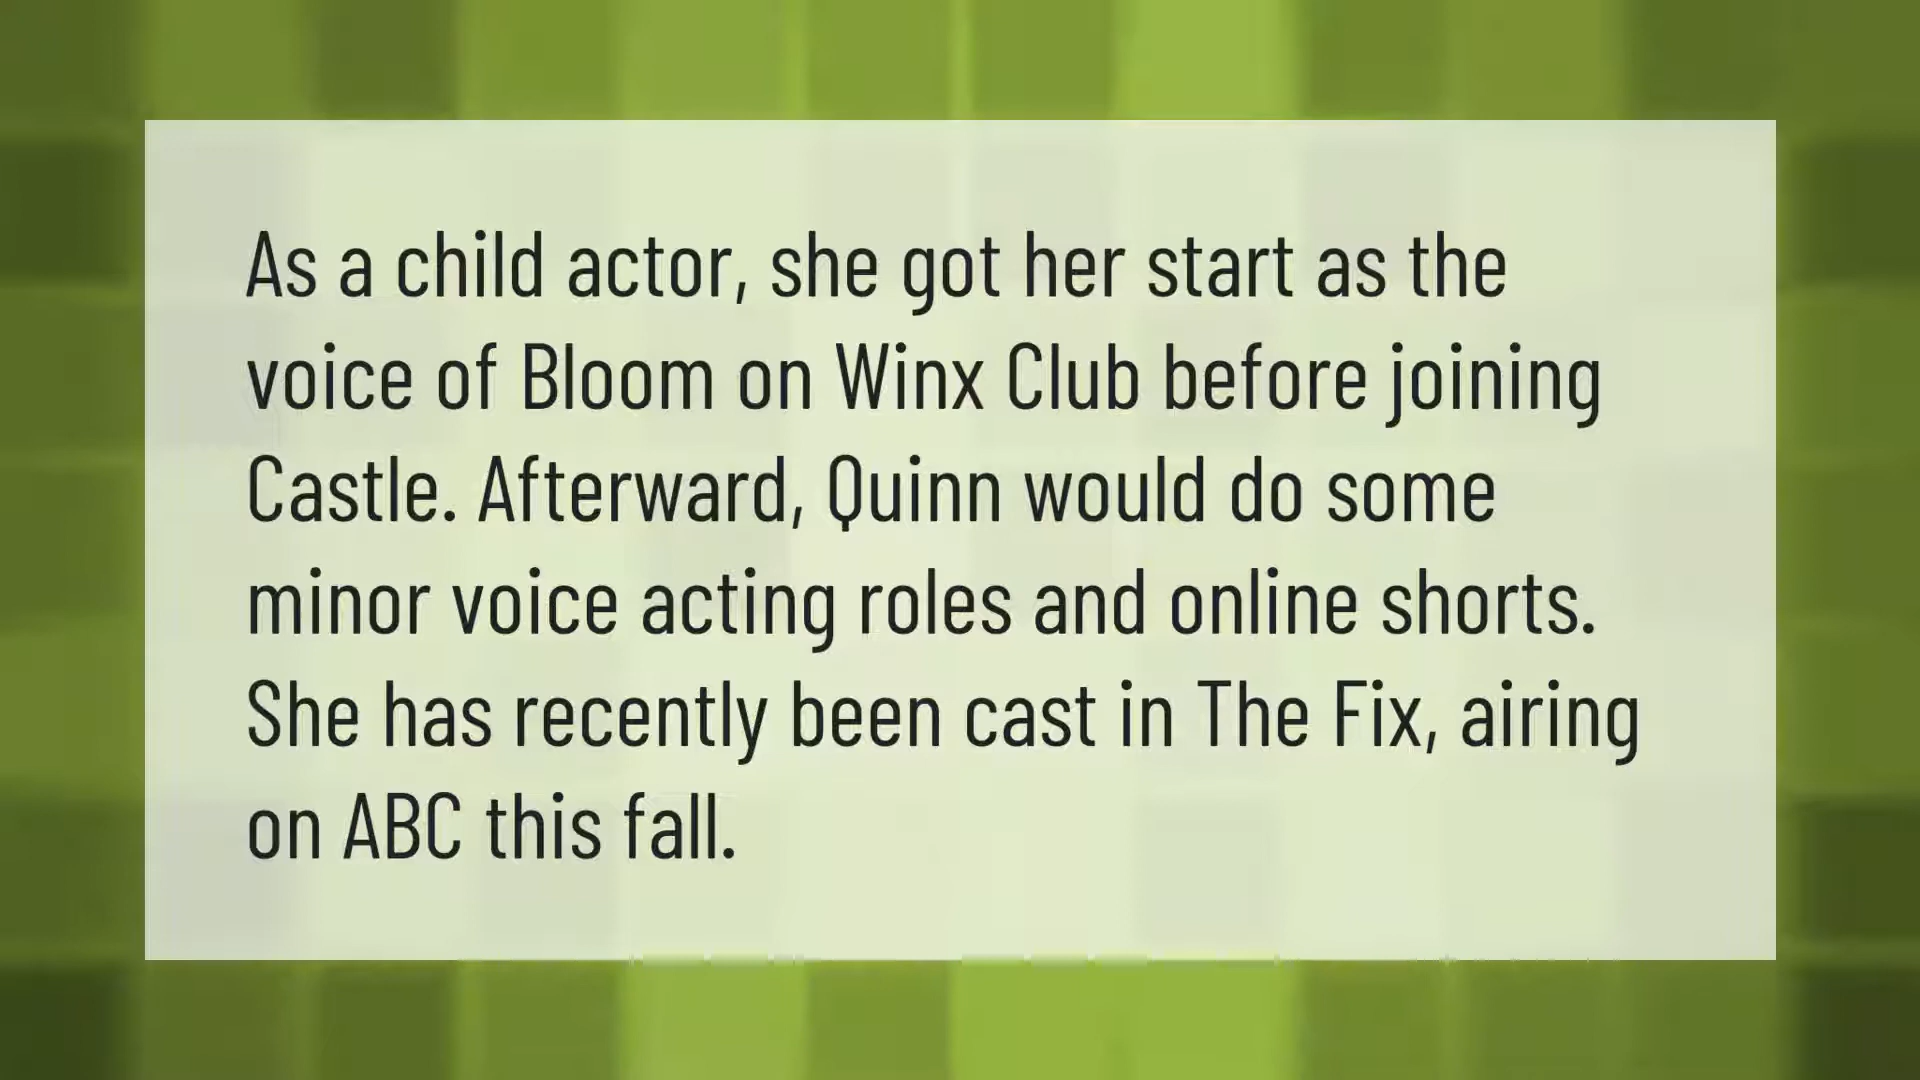 As a child actor, she got her start as the
voice of Bloom on Winx Club before joining
Castle. Afterward, Quinn would do some
minor voice acting roles and online shorts.
She has recently been cast in The Fix, airing
on ABC this fall.